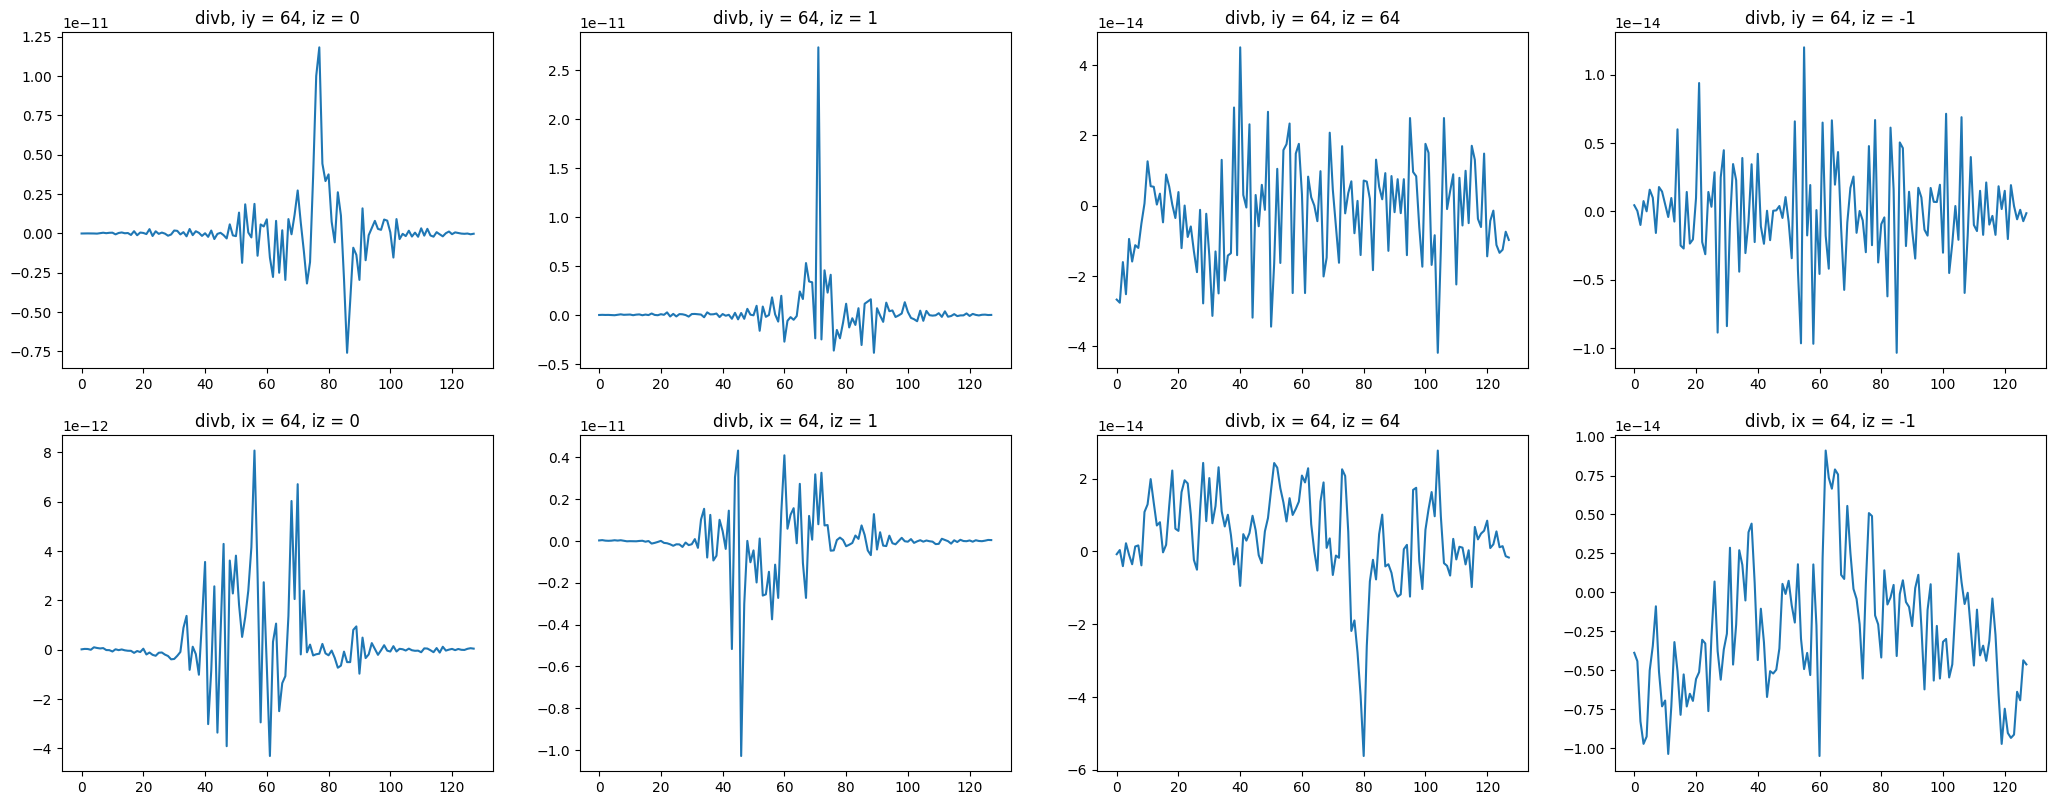 divb, iy = 64, iz = 0
1e−11
1.25
1.00
0.75
0.50
0.25
0.00
−0.25
−0.50
−0.75
0 20 40 60 80 100 120
divb, iy = 64, iz = 1
1e−11
2.5
2.0
1.5
1.0
0.5
0.0
−0.5
0 20 40 60 80 100 120
divb, iy = 64, iz = 64
1e−14
4
2
0
−2
−4
0 20 40 60 80 100 120
divb, iy = 64, iz = -1
1e−14
1.0
0.5
0.0
−0.5
−1.0
0 20 40 60 80 100 120
divb, ix = 64, iz = 0
1e−12
8
6
4
2
0
−2
−4
0 20 40 60 80 100 120
divb, ix = 64, iz = 1
1e−11
0.4
0.2
0.0
−0.2
−0.4
−0.6
−0.8
−1.0
0 20 40 60 80 100 120
divb, ix = 64, iz = 64
1e−14
2
0
−2
−4
−6
0 20 40 60 80 100 120
divb, ix = 64, iz = -1
1e−14
1.00
0.75
0.50
0.25
0.00
−0.25
−0.50
−0.75
−1.00
0 20 40 60 80 100 120